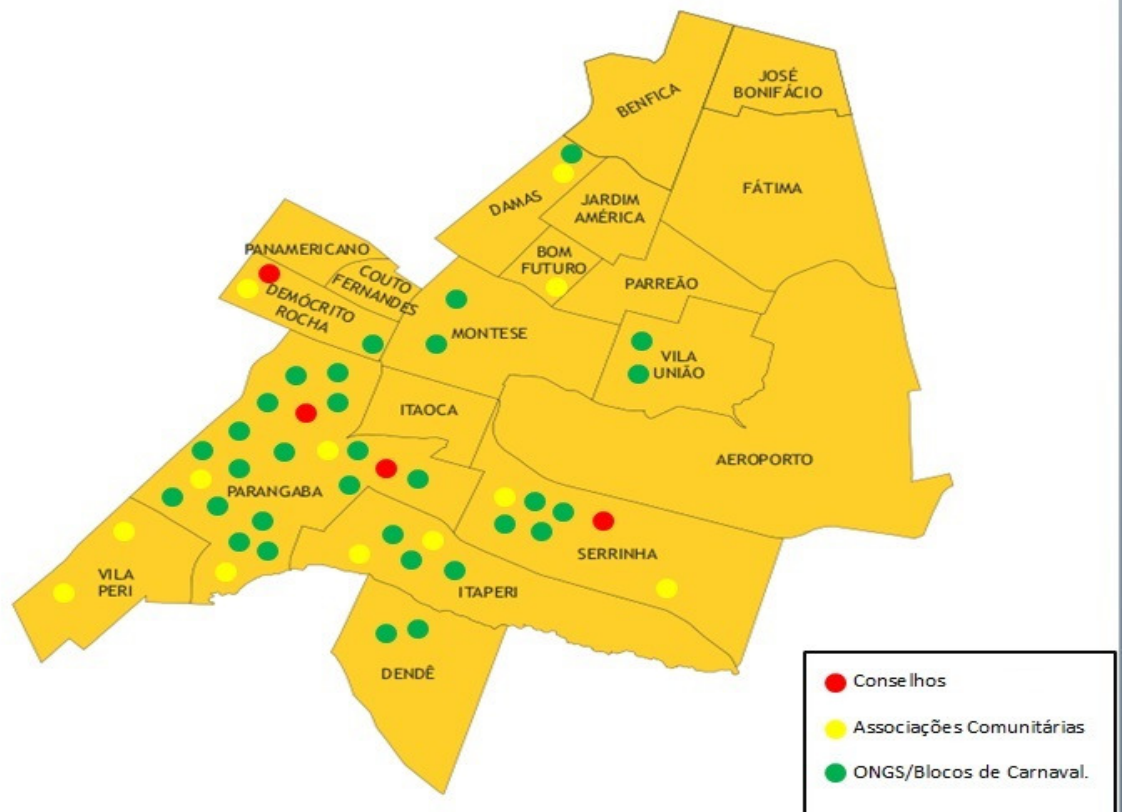 BENFICA
JOSÉ
BONIFÁCIO
FÁTIMA
DAMAS
JARDIM
AMÉRICA
PANAMERICANO
COUTO
FERNANDES
BOM
FUTURO
PARREÃO
DEMÓCRITO
ROCHA
MONTESE
VILA
UNIÃO
ITAOCA
AEROPORTO
PARANGABA
SERRINHA
VILA
PERI
ITAPERI
DENDÊ
Conselhos
Associações Comunitárias
ONGS/Blocos de Carnaval.